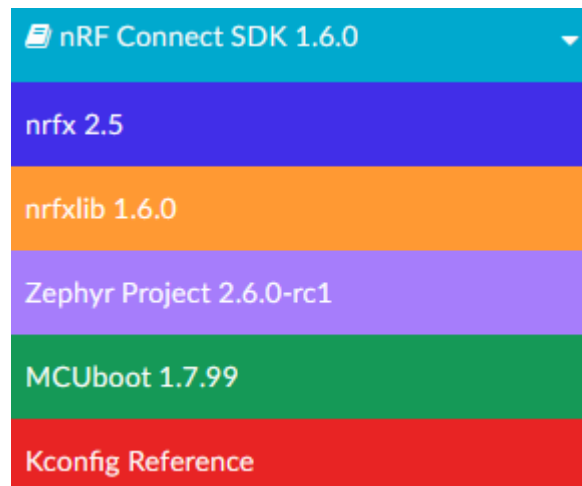 nRF Connect SDK 1.6.0
nrfx 2.5
nrfxlib 1.6.0
Zephyr Project 2.6.0-rc1
MCUboot 1.7.99
Kconfig Reference